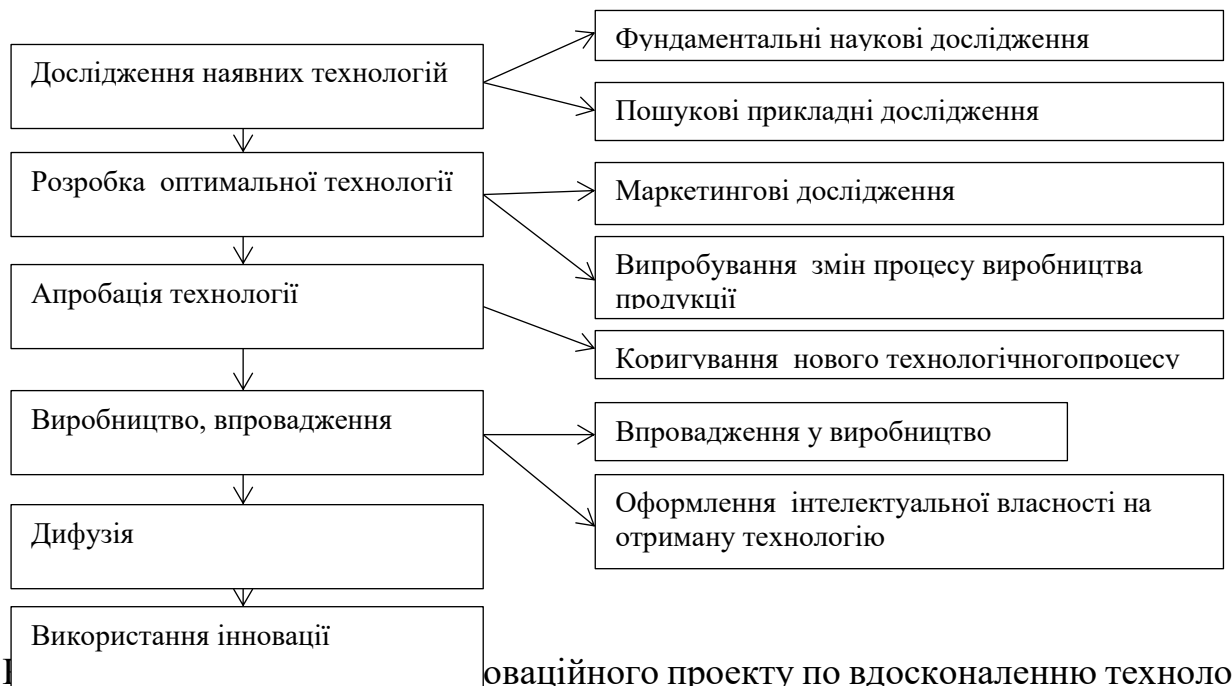 Фундаментальні наукові дослідження
Дослідження наявних технологій
Пошукові прикладні дослідження
Розробка оптимальної технології
Маркетингові дослідження
Випробування змін процесу виробництва
продукції
Апробація технології
Коригування нового технологічногопроцесу
Виробництво, впровадження
Впровадження у виробництво
Оформлення інтелектуальної власності на
отриману технологію
Дифузія
Використання інновації
проекту по вдосконаленню